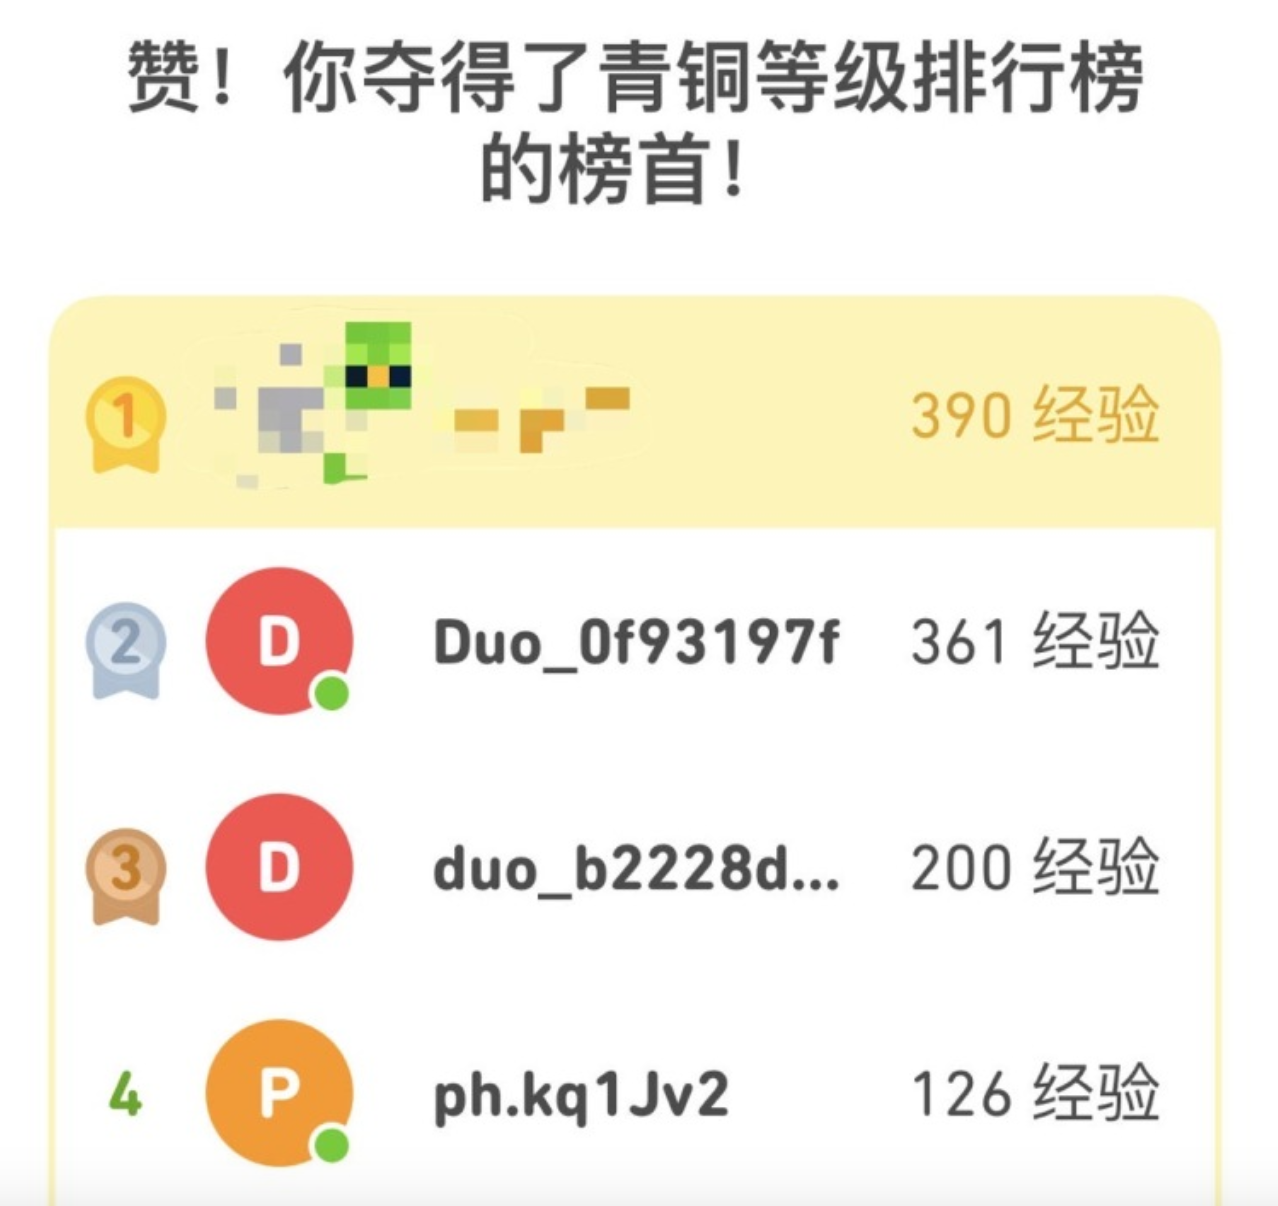 赞！你夺得了青铜等级排行榜
的榜首！
1 390 经验
2 D Duo_0f93197f 361 经验
3 D duo_b2228d... 200 经验
4 P ph.kq1Jv2 126 经验